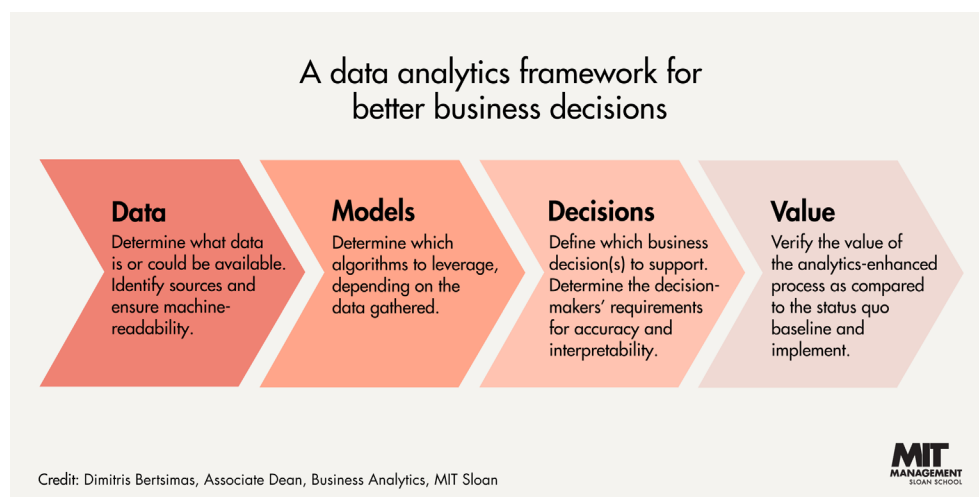 A data analytics framework for
better business decisions
Data
Determine what data
is or could be available.
Identify sources and
ensure machine-
readability.
Models
Determine which
algorithms to leverage,
depending on the
data gathered.
Decisions
Define which business
decision(s) to support.
Determine the decision-
makers’ requirements
for accuracy and
interpretability.
Value
Verify the value of
the analytics-enhanced
process as compared
to the status quo
baseline and
implement.
Credit: Dimitris Bertsimas, Associate Dean, Business Analytics, MIT Sloan
MIT
MANAGEMENT
SLOAN SCHOOL